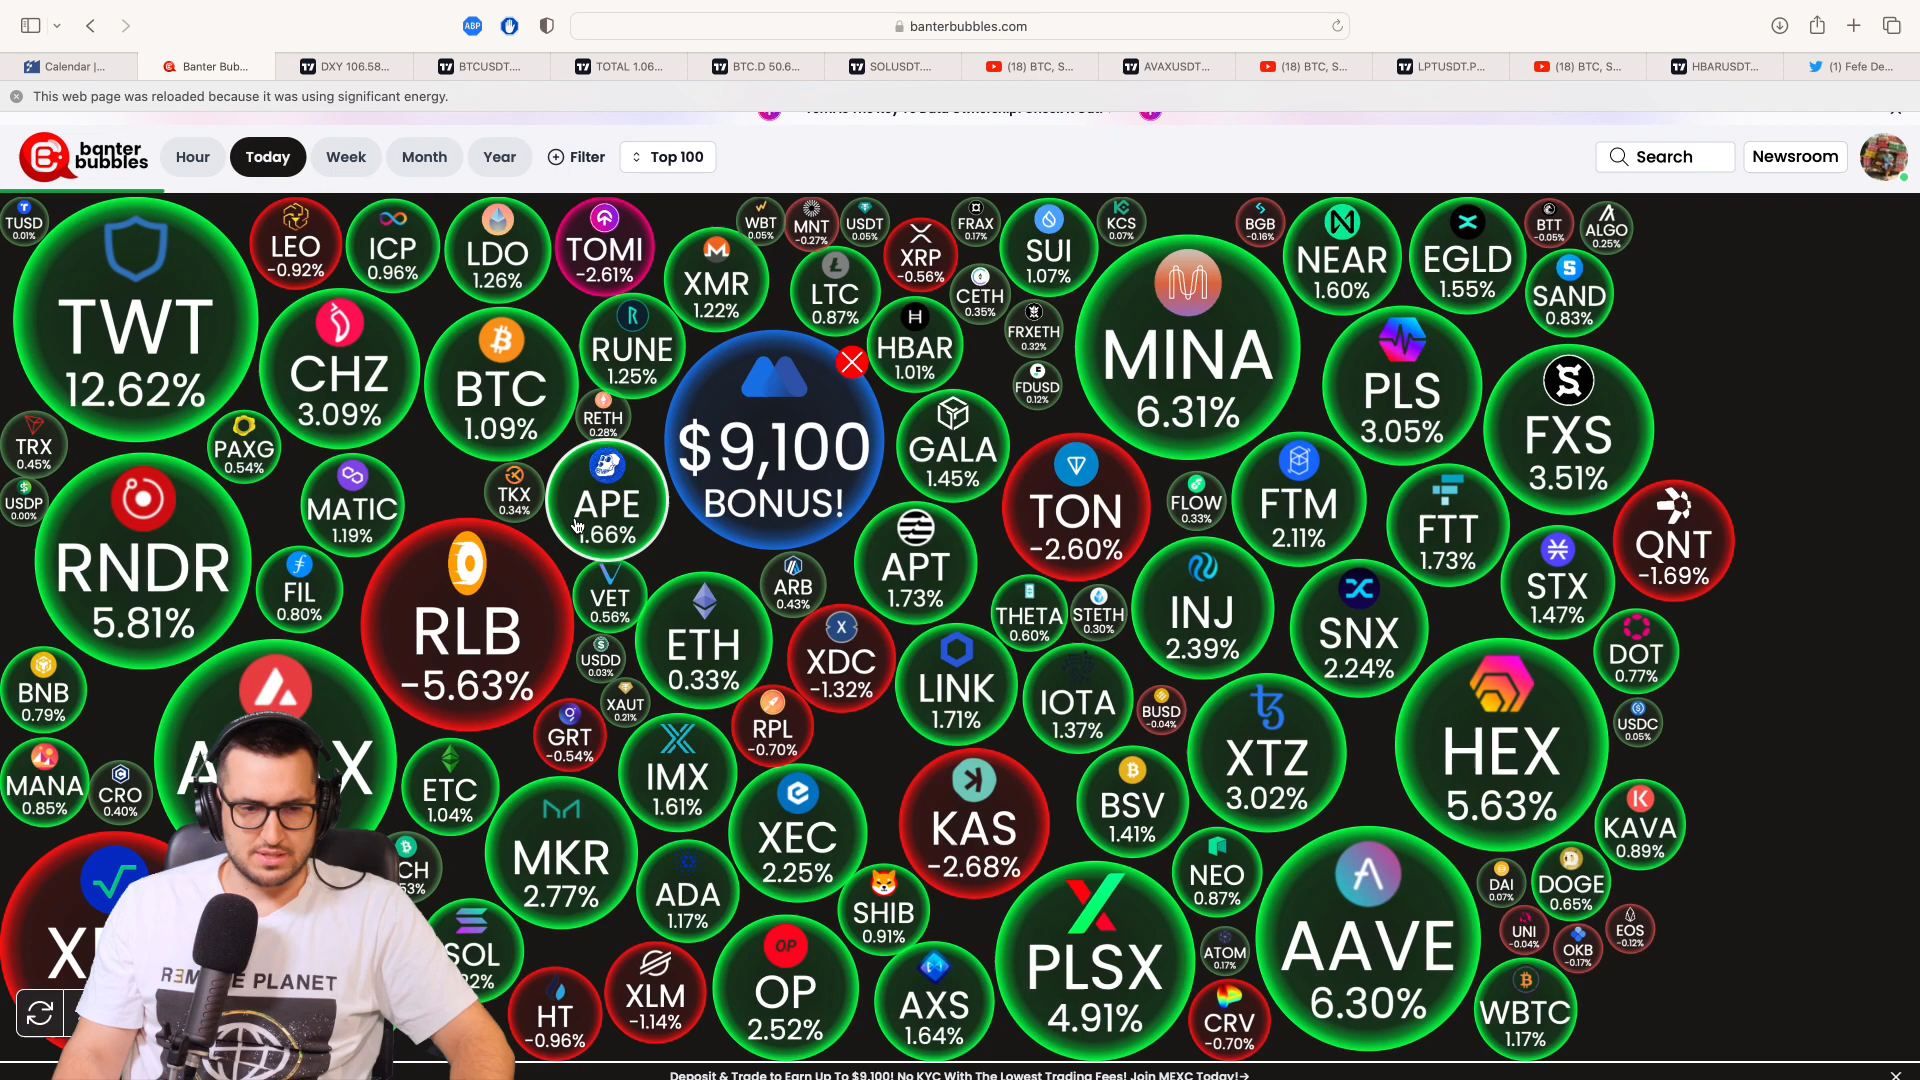 banterbubbles.com
Calendar |...
Banter Bub...
DXY 106.58...
BTCUSDT....
TOTAL 1.06...
BTC.D 50.6...
SOLUSDT....
(18) BTC, S...
AVAXUSDT...
(18) BTC, S...
LPTUSDT.P...
(18) BTC, S...
HBARUSDT...
(1) Fefe De...
This web page was reloaded because it was using significant energy.
banter
bubbles
Hour
Today
Week
Month
Year
Filter
Top 100
Search
Newsroom
TUSD
0.01%
TWT
12.62%
LEO
-0.92%
ICP
0.96%
LDO
1.26%
TOMI
-2.61%
XMR
1.22%
WBT
0.05%
MNT
-0.27%
USDT
0.05%
XRP
-0.56%
FRAX
0.17%
SUI
1.07%
KCS
0.07%
BGB
-0.16%
NEAR
1.60%
EGLD
1.55%
BTT
-0.05%
ALGO
0.25%
SAND
0.83%
CHZ
3.09%
BTC
1.09%
RUNE
1.25%
LTC
0.87%
CETH
0.35%
HBAR
1.01%
FRXETH
0.32%
FDUSD
0.12%
MINA
6.31%
PLS
3.05%
FXS
3.51%
TRX
0.45%
PAXG
0.54%
RETH
0.28%
$9,100
BONUS!
GALA
1.45%
USDP
0.00%
MATIC
1.19%
TKX
0.34%
APE
1.66%
TON
-2.60%
FLOW
0.33%
FTM
2.11%
FTT
1.73%
QNT
-1.69%
RNDR
5.81%
FIL
0.80%
RLB
-5.63%
VET
0.56%
ARB
0.43%
APT
1.73%
THETA
0.60%
STETH
0.30%
INJ
2.39%
SNX
2.24%
STX
1.47%
DOT
0.77%
BNB
0.79%
USDD
0.03%
ETH
0.33%
XDC
-1.32%
LINK
1.71%
IOTA
1.37%
BUSD
-0.04%
USDC
0.05%
XAUT
0.21%
GRT
-0.54%
RPL
-0.70%
XTZ
3.02%
HEX
5.63%
MANA
0.85%
CRO
0.40%
ETC
1.04%
IMX
1.61%
KAS
-2.68%
BSV
1.41%
KAVA
0.89%
MKR
2.77%
XEC
2.25%
ADA
1.17%
SHIB
0.91%
NEO
0.87%
AAVE
6.30%
DAI
0.07%
DOGE
0.65%
UNI
-0.04%
EOS
-0.12%
OKB
-0.17%
SOL
HT
-0.96%
XLM
-1.14%
OP
2.52%
AXS
1.64%
PLSX
4.91%
ATOM
0.17%
CRV
-0.70%
WBTC
1.17%
PLANET
Deposit & Trade to Earn Up To $9,100! No KYC With The Lowest Trading Fees! Join MEXC Today!→